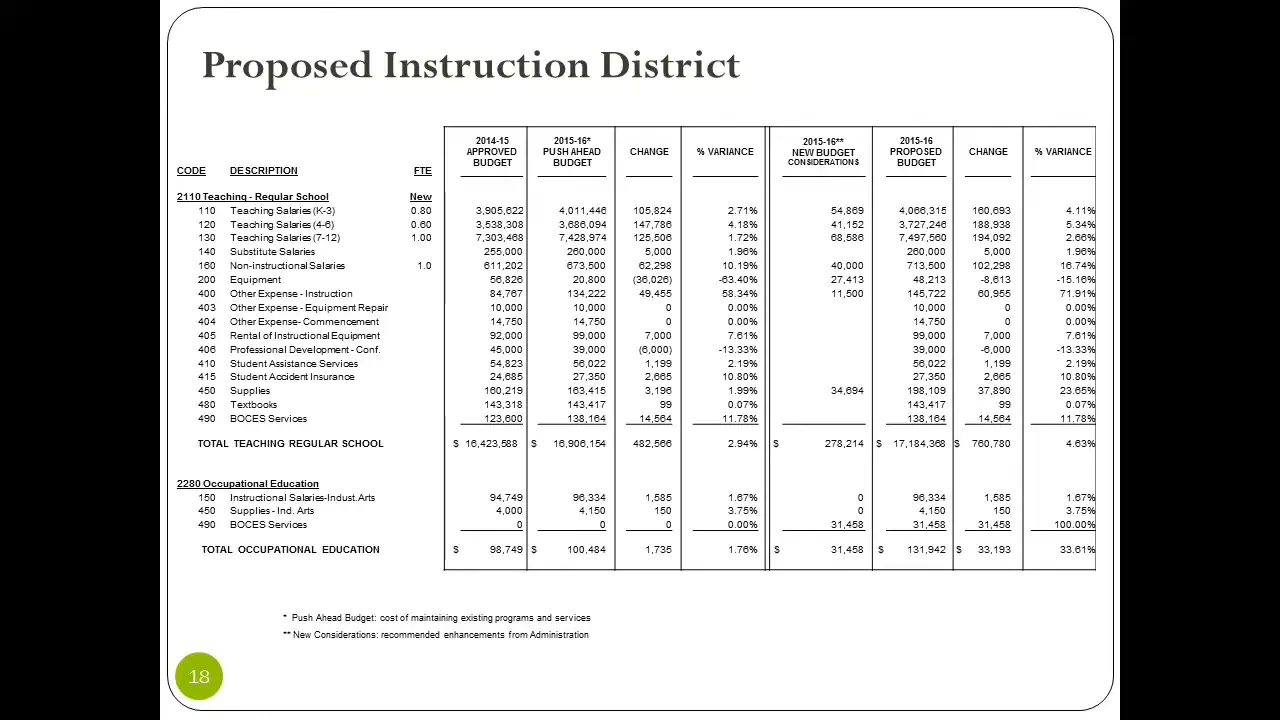 Proposed Instruction District
2014-15 2015-16* 2015-16** 2015-16
APPROVED PUSH AHEAD CHANGE % VARIANCE NEW BUDGET PROPOSED CHANGE % VARIANCE
BUDGET BUDGET CONSIDERATIONS BUDGET
CODE DESCRIPTION FTE
2110 Teaching - Regular School New
110 Teaching Salaries (K-3) 0.80 3,905,622 4,011,446 105,824 2.71% 54,869 4,066,315 160,693 4.11%
120 Teaching Salaries (4-6) 0.60 3,538,308 3,686,094 147,786 4.18% 41,152 3,727,246 188,938 5.34%
130 Teaching Salaries (7-12) 1.00 7,303,468 7,428,974 125,506 1.72% 68,586 7,497,560 194,092 2.66%
140 Substitute Salaries 255,000 260,000 5,000 1.96% 260,000 5,000 1.96%
160 Non-instructional Salaries 1.0 611,202 673,500 62,298 10.19% 40,000 713,500 102,298 16.74%
200 Equipment 56,826 20,800 (36,026) -63.40% 27,413 48,213 -8,613 -15.16%
400 Other Expense - Instruction 84,767 134,222 49,455 58.34% 11,500 145,722 60,955 71.91%
403 Other Expense - Equipment Repair 10,000 10,000 0 0.00% 10,000 0 0.00%
404 Other Expense- Commencement 14,750 14,750 0 0.00% 14,750 0 0.00%
405 Rental of Instructional Equipment 92,000 99,000 7,000 7.61% 99,000 7,000 7.61%
406 Professional Development - Conf. 45,000 39,000 (6,000) -13.33% 39,000 -6,000 -13.33%
410 Student Assistance Services 54,823 56,022 1,199 2.19% 56,022 1,199 2.19%
415 Student Accident Insurance 24,685 27,350 2,665 10.80% 27,350 2,665 10.80%
450 Supplies 160,219 163,415 3,196 1.99% 34,694 198,109 37,890 23.65%
480 Textbooks 143,318 143,417 99 0.07% 143,417 99 0.07%
490 BOCES Services 123,600 138,164 14,564 11.78% 138,164 14,564 11.78%
TOTAL TEACHING REGULAR SCHOOL $ 16,423,588 $ 16,906,154 482,566 2.94% $ 278,214 $ 17,184,368 $ 760,780 4.63%
2280 Occupational Education
150 Instructional Salaries-Indust.Arts 94,749 96,334 1,585 1.67% 0 96,334 1,585 1.67%
450 Supplies - Ind. Arts 4,000 4,150 150 3.75% 0 4,150 150 3.75%
490 BOCES Services 0 0 0 0.00% 31,458 31,458 31,458 100.00%
TOTAL OCCUPATIONAL EDUCATION $ 98,749 $ 100,484 1,735 1.76% $ 31,458 $ 131,942 $ 33,193 33.61%
* Push Ahead Budget: cost of maintaining existing programs and services
** New Considerations: recommended enhancements from Administration
18